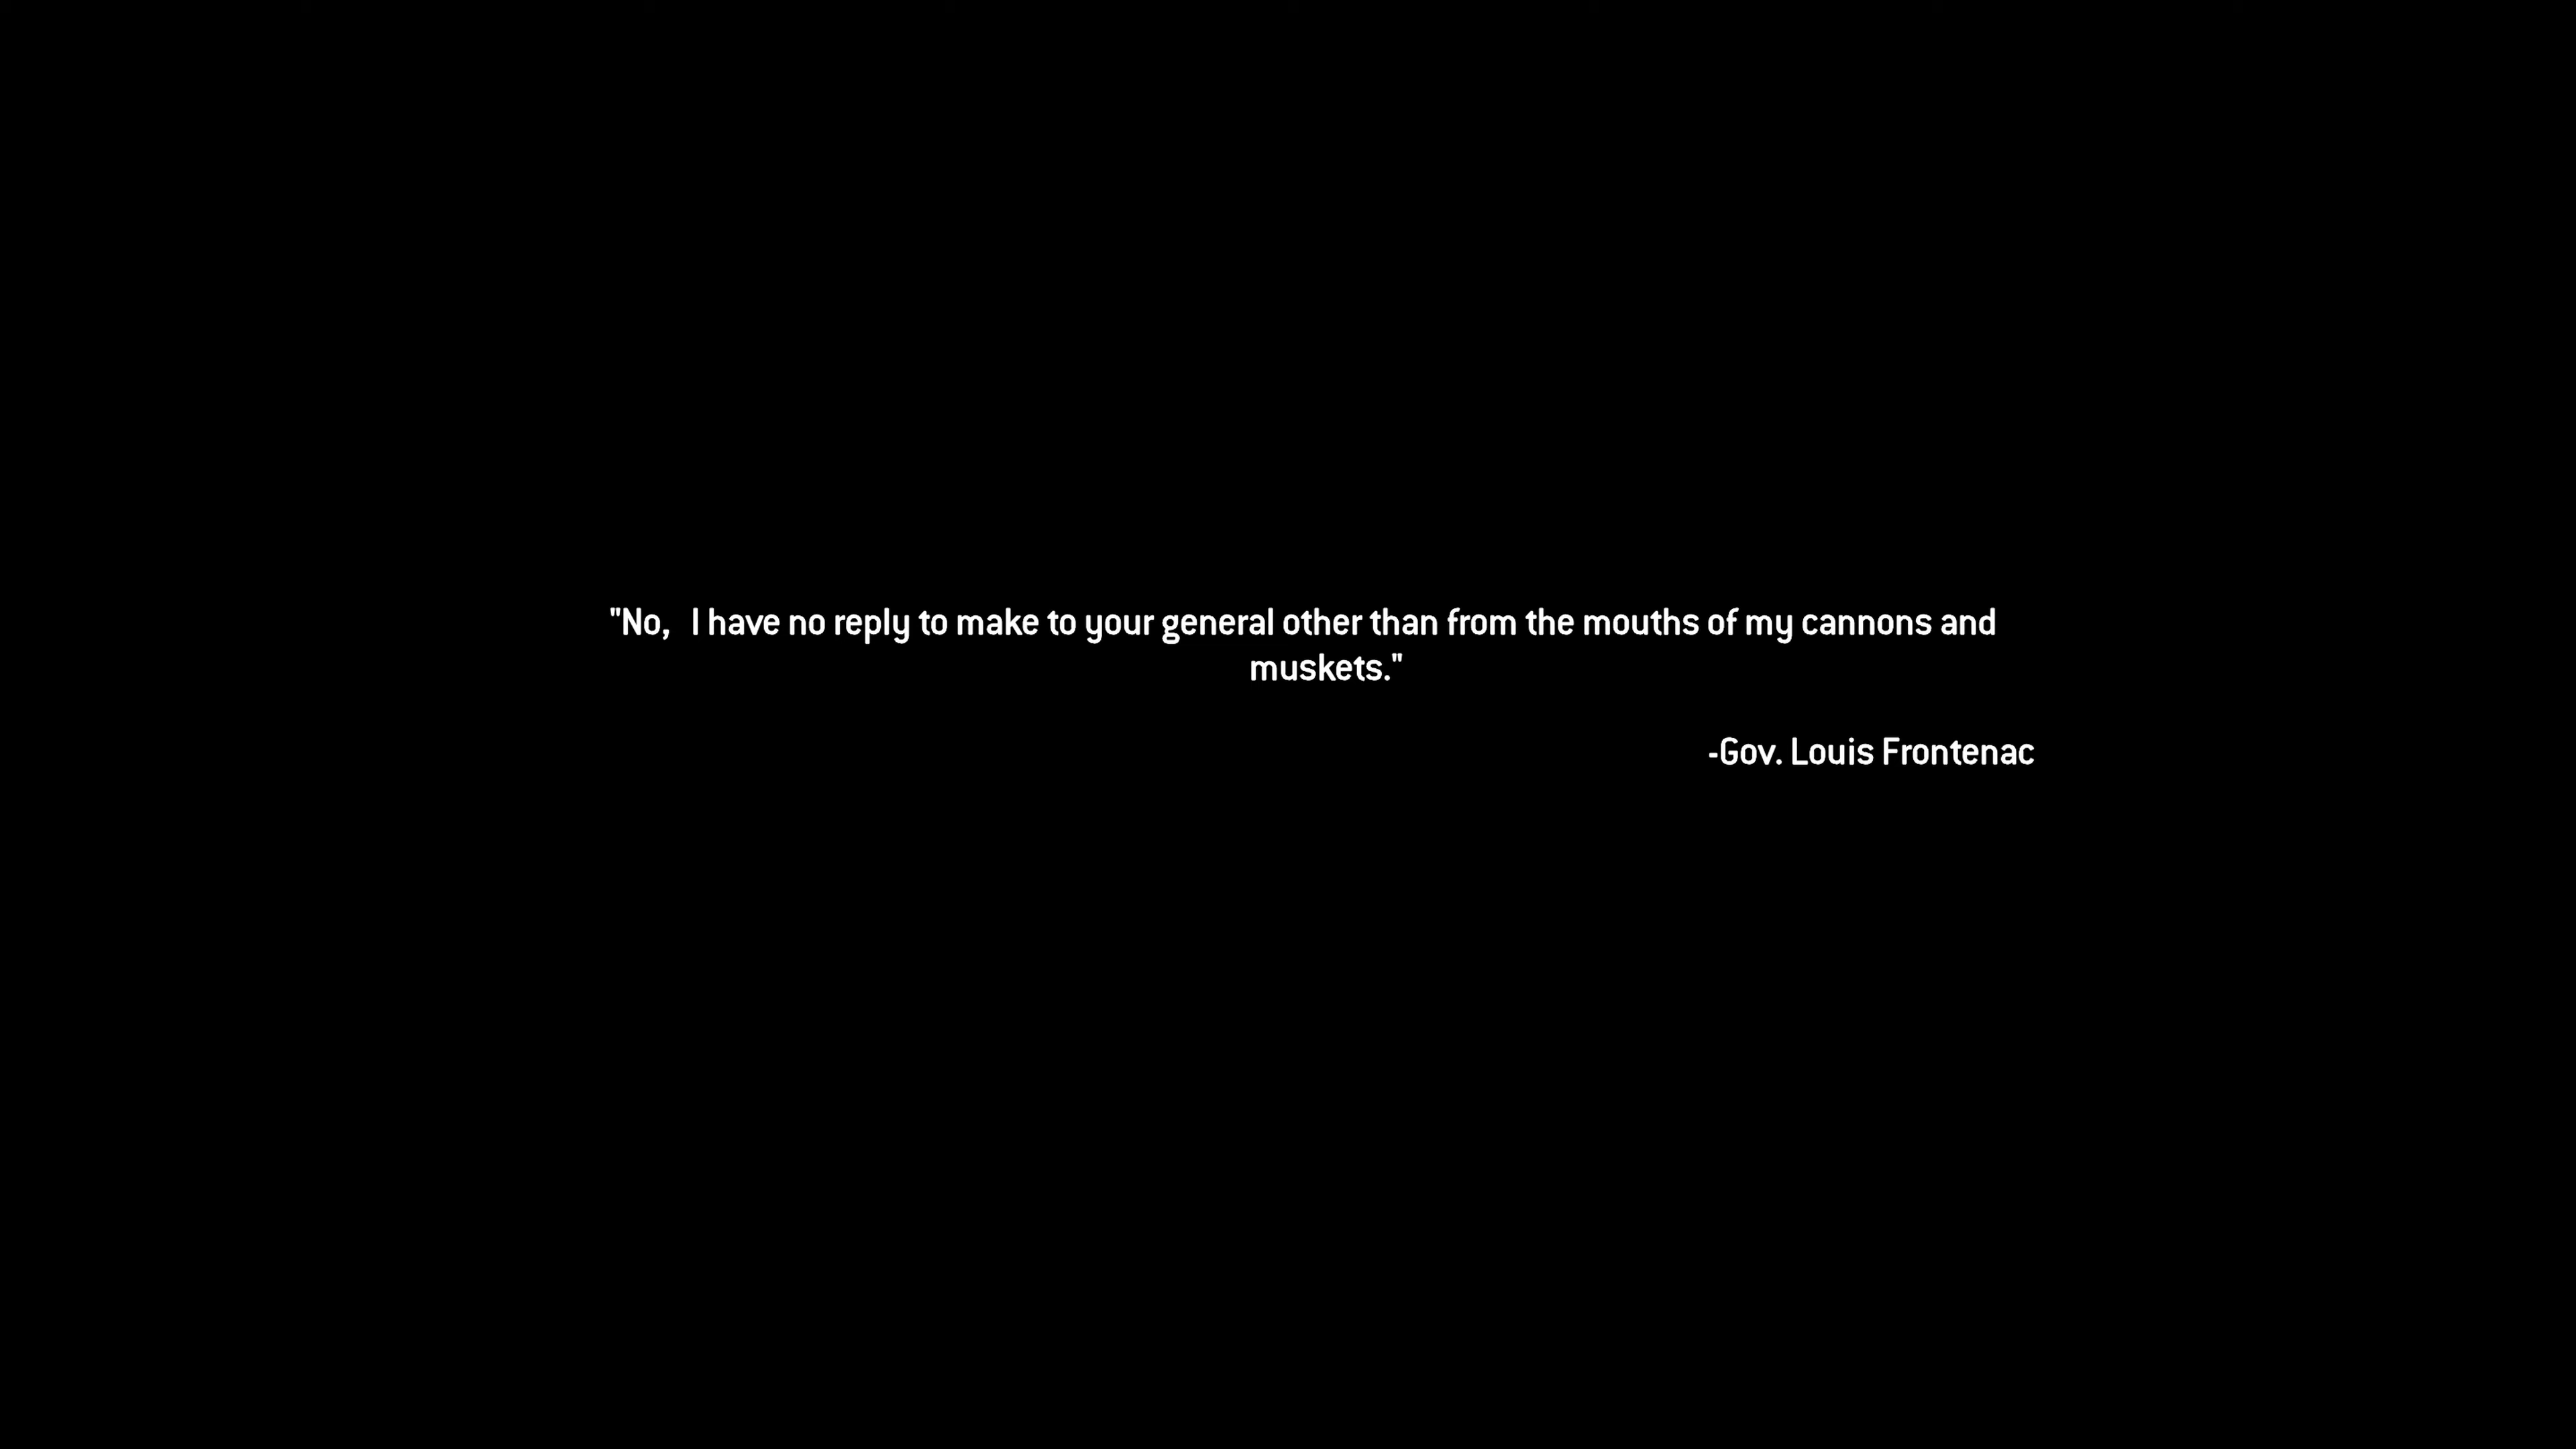 "No,   I have no reply to make to your general other than from the mouths of my cannons and
muskets."
-Gov. Louis Frontenac